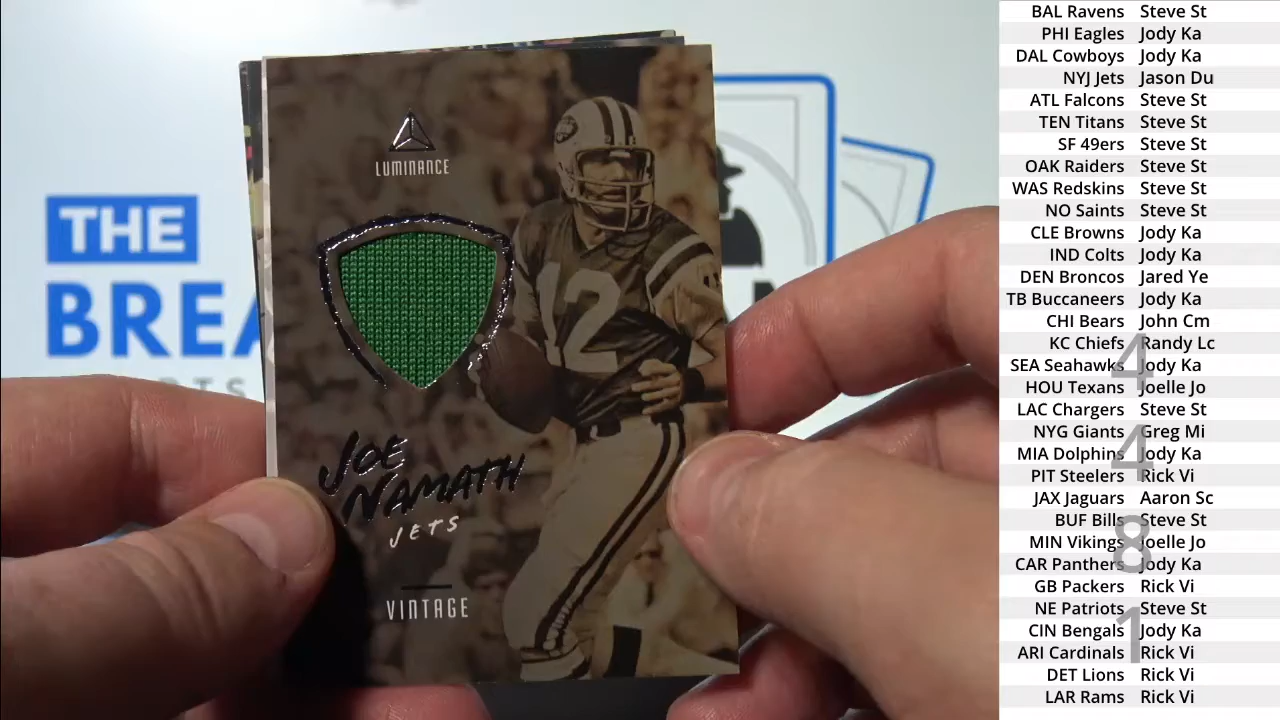 THE
BREA
LUMINANCE
12
JOE
NAMATH
JETS
VINTAGE
BAL Ravens Steve St
PHI Eagles Jody Ka
DAL Cowboys Jody Ka
NYJ Jets Jason Du
ATL Falcons Steve St
TEN Titans Steve St
SF 49ers Steve St
OAK Raiders Steve St
WAS Redskins Steve St
NO Saints Steve St
CLE Browns Jody Ka
IND Colts Jody Ka
DEN Broncos Jared Ye
TB Buccaneers Jody Ka
CHI Bears John Cm
KC Chiefs Randy Lc
SEA Seahawks Jody Ka
HOU Texans Joelle Jo
LAC Chargers Steve St
NYG Giants Greg Mi
MIA Dolphins Jody Ka
PIT Steelers Rick Vi
JAX Jaguars Aaron Sc
BUF Bills Steve St
MIN Vikings Joelle Jo
CAR Panthers Jody Ka
GB Packers Rick Vi
NE Patriots Steve St
CIN Bengals Jody Ka
ARI Cardinals Rick Vi
DET Lions Rick Vi
LAR Rams Rick Vi
4
4
8
1